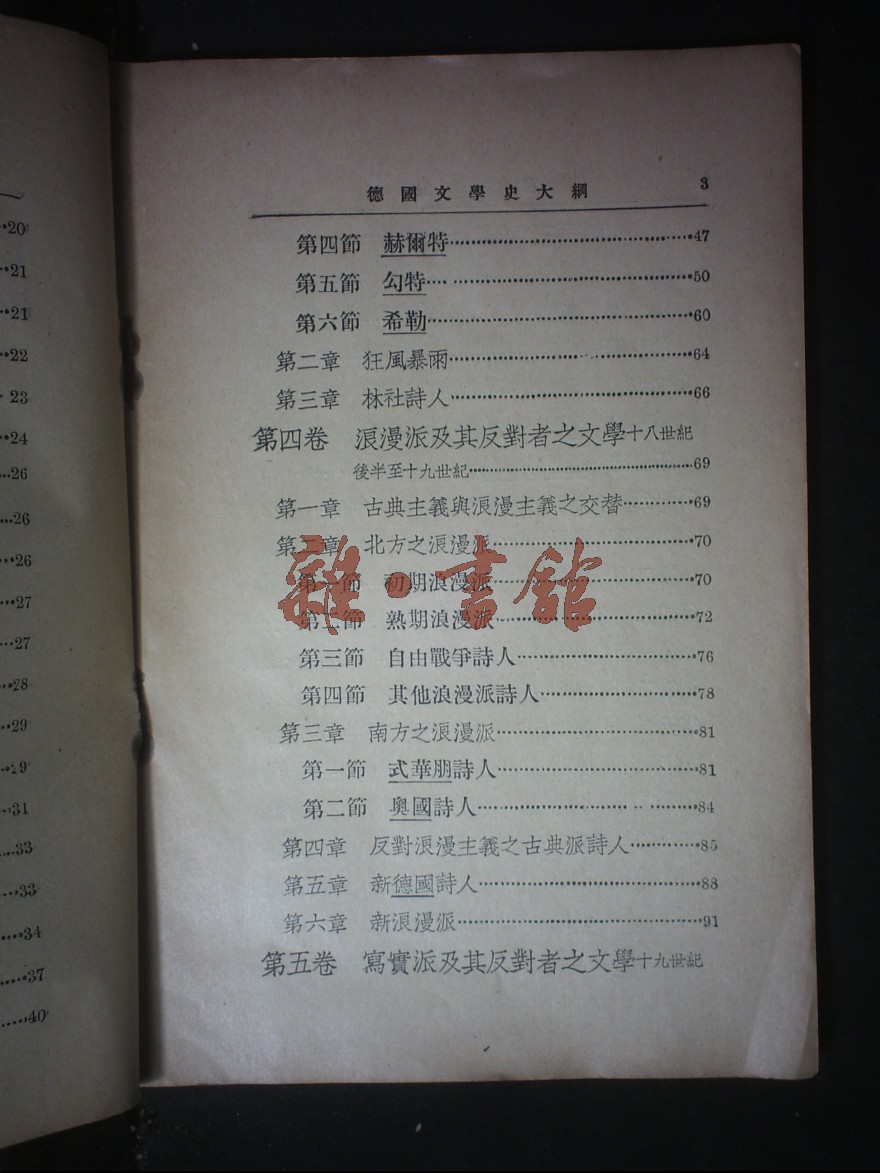 ··20
··21
··21
··22
· 23
··24
··26
···26
··26
···27
···27
···28
···29
··29
···31
····33
····33
·····34
·····37
·····40
德國文學史大綱 3
第四節 赫爾特········47
第五節 勾特········50
第六節 希勒········60
第二章 狂風暴雨········64
第三章 林社詩人········66
第四卷 浪漫派及其反對者之文學十八世紀
後半至十九世紀········69
第一章 古典主義與浪漫主義之交替········69
第二章 北方之浪漫派········70
第一節 初期浪漫派········70
第二節 熟期浪漫派········72
第三節 自由戰爭詩人········76
第四節 其他浪漫派詩人········78
第三章 南方之浪漫派········81
第一節 式華朋詩人········81
第二節 奧國詩人········84
第四章 反對浪漫主義之古典派詩人········85
第五章 新德國詩人········88
第六章 新浪漫派········91
第五卷 寫實派及其反對者之文學十九世紀
雜·書館